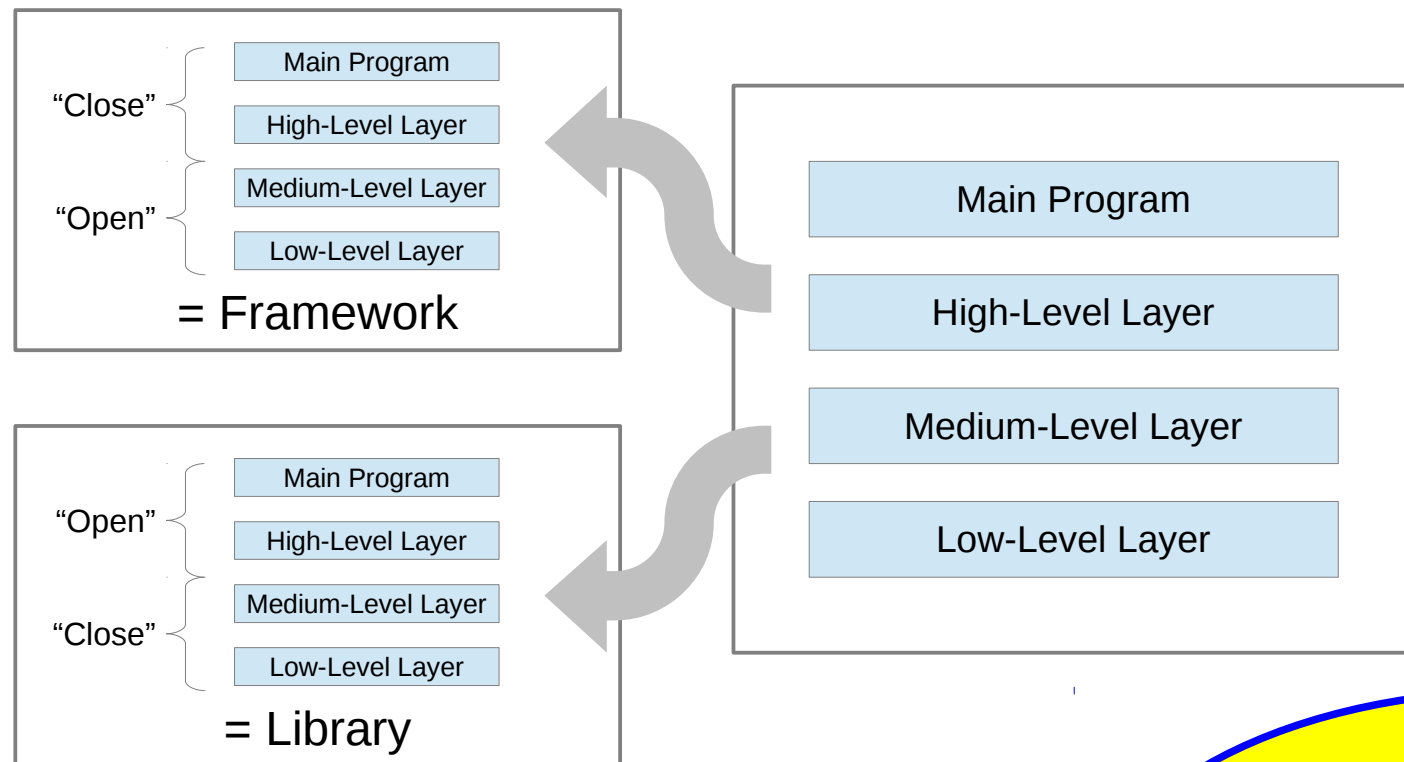 Main Program
“Close”
High-Level Layer
Medium-Level Layer
“Open”
Low-Level Layer
= Framework
Main Program
“Open”
High-Level Layer
Medium-Level Layer
“Close”
Low-Level Layer
= Library
Main Program
High-Level Layer
Medium-Level Layer
Low-Level Layer